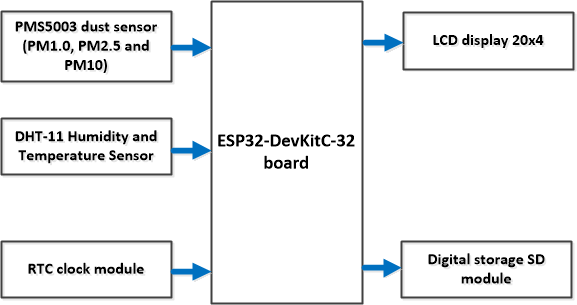 PMS5003 dust sensor
(PM1.0, PM2.5 and
PM10)
DHT-11 Humidity and
Temperature Sensor
RTC clock module
ESP32-DevKitC-32
board
LCD display 20x4
Digital storage SD
module